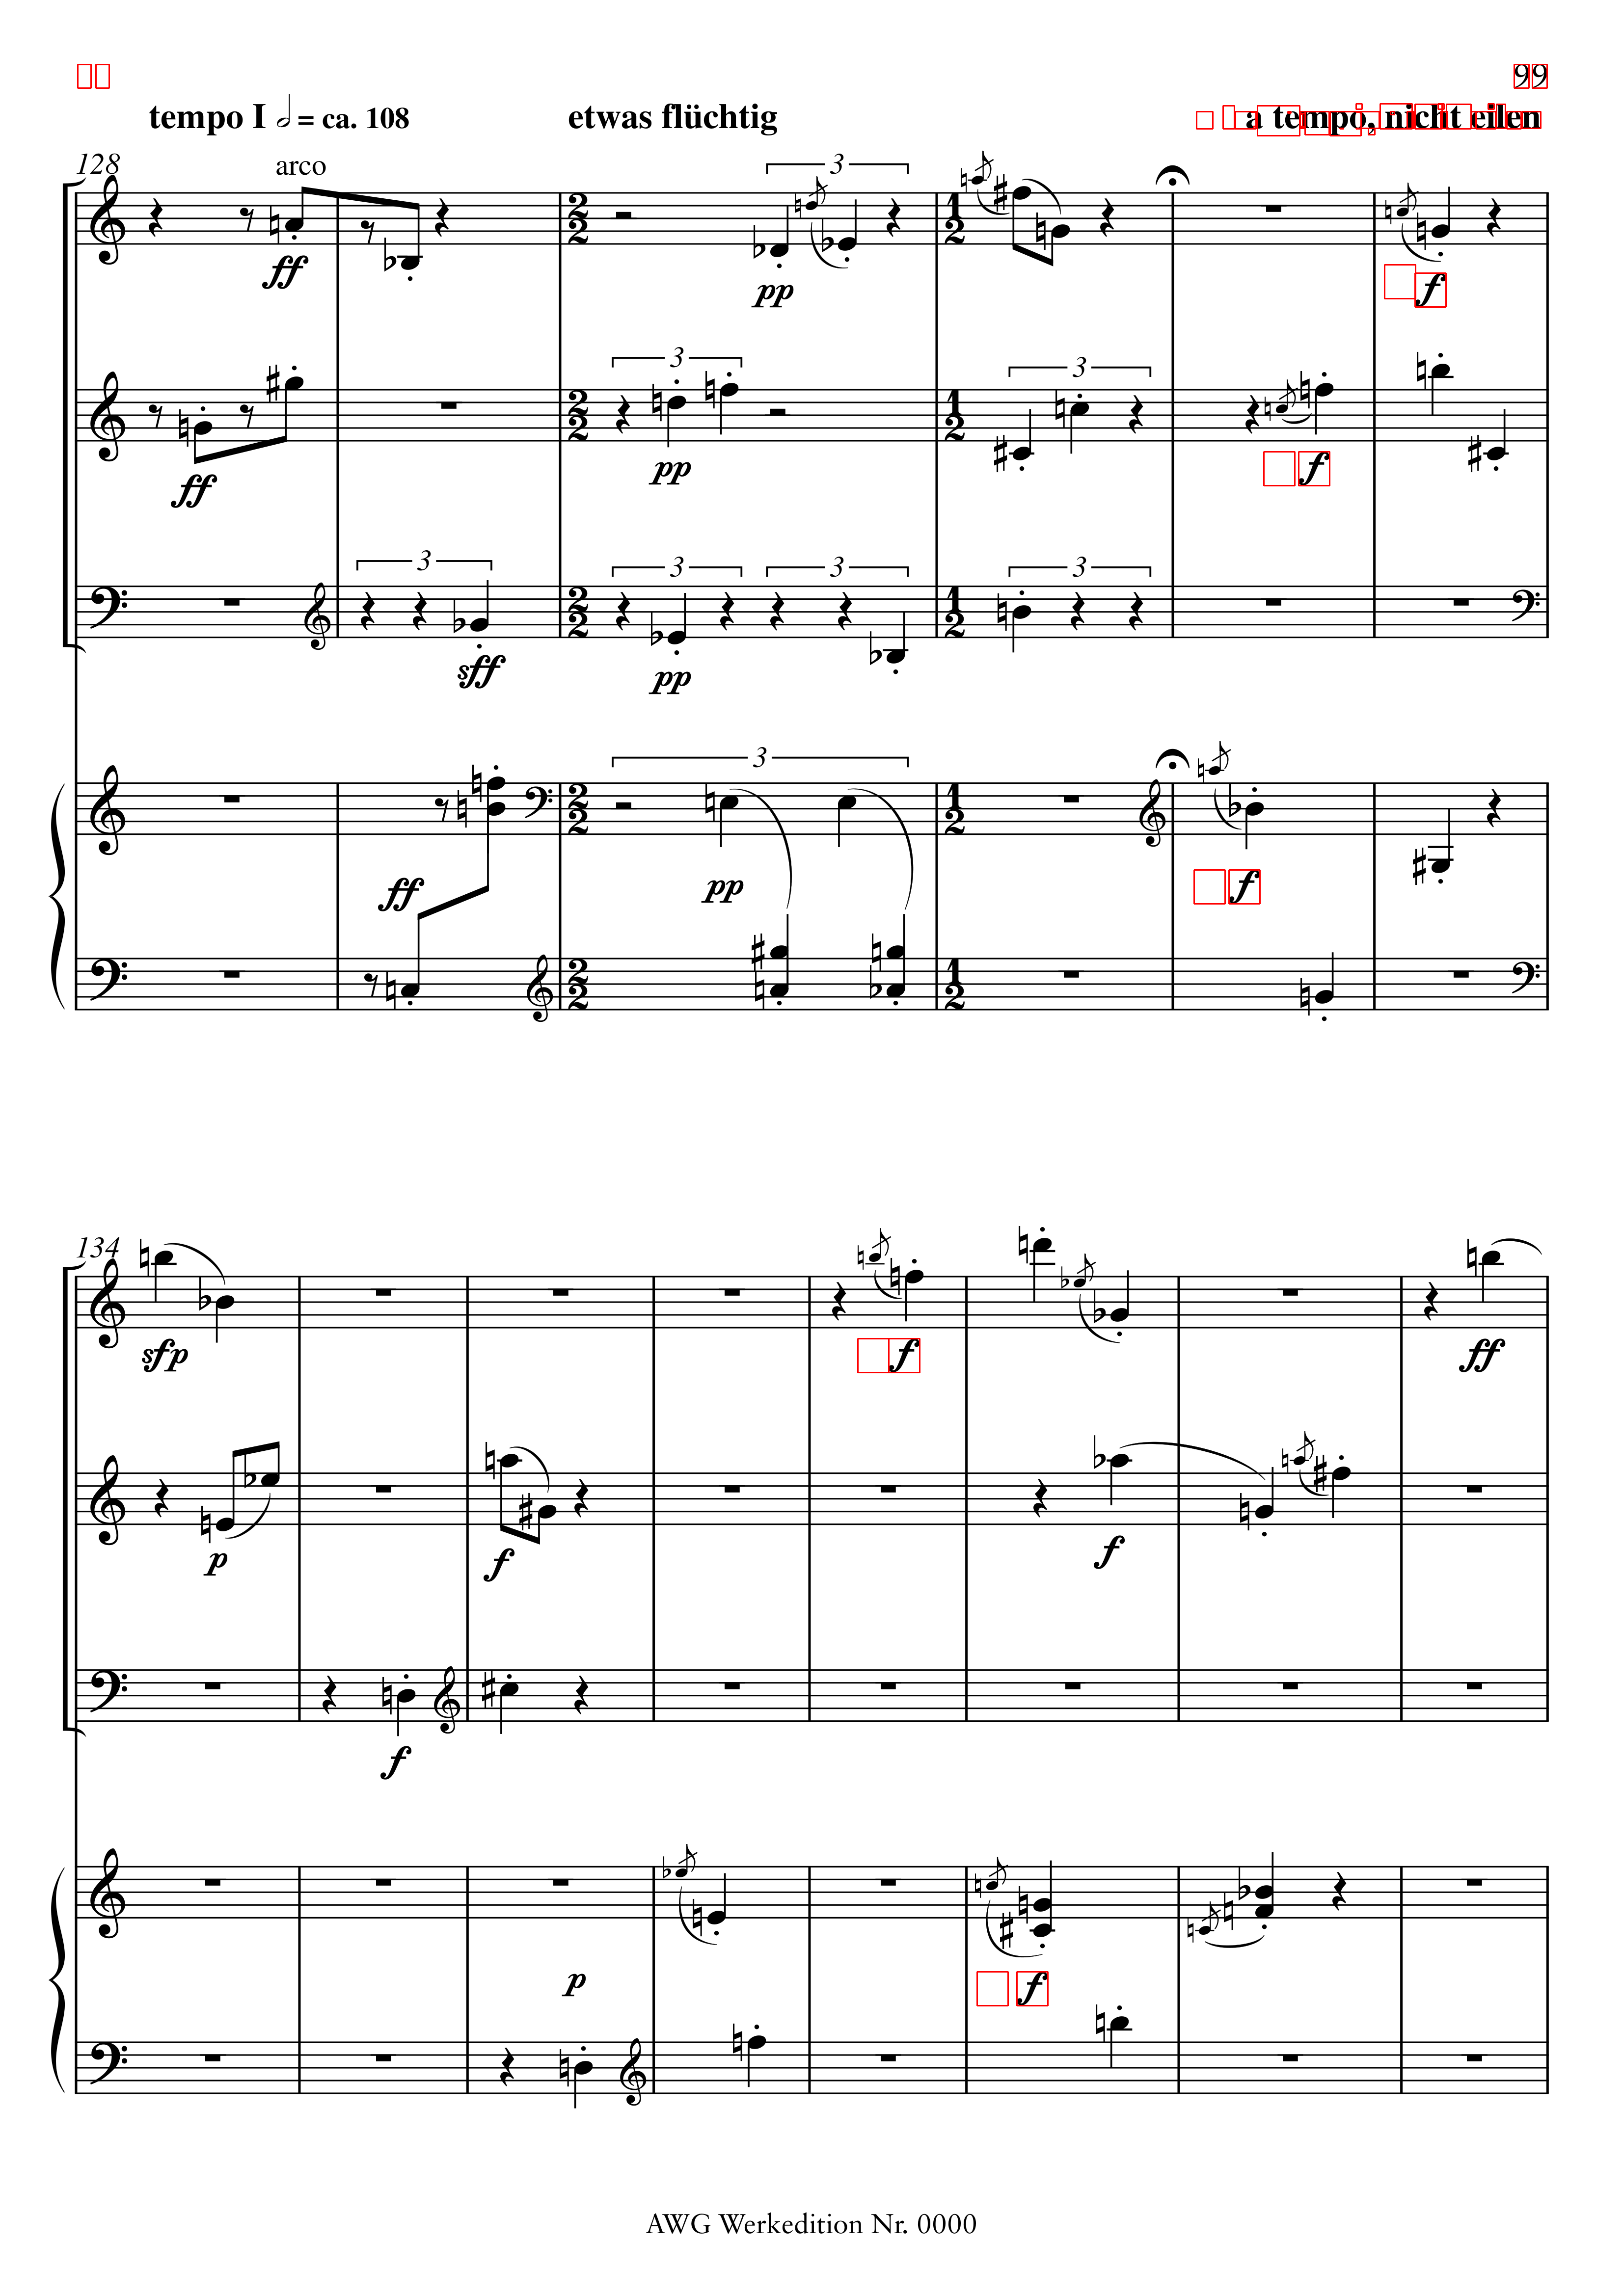 99
tempo I = ca. 108 etwas flüchtig a tempo, nicht eilen
128 arco 3
ff pp f
3 3
ff pp f
3 3 3 3
sff pp
3
ff pp f
134
sfp f ff
p f f
f
p f
AWG Werkedition Nr. 0000